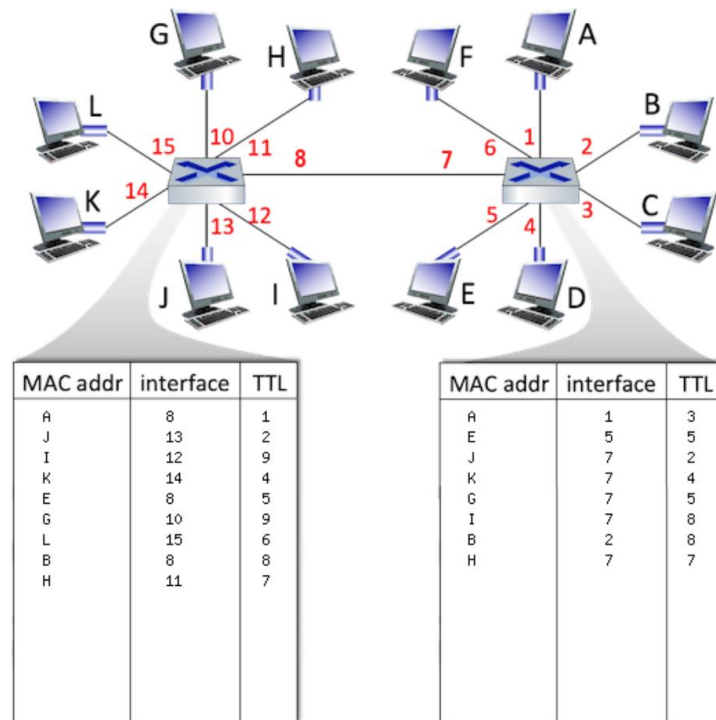 G
H
F
A
L
B
15
10
11
8
7
6
1
2
14
K
13
12
5
4
3
C
J
I
E
D
MAC addr interface TTL
A 8 1
J 13 2
I 12 9
K 14 4
E 8 5
G 10 9
L 15 6
B 8 8
H 11 7
MAC addr interface TTL
A 1 3
E 5 5
J 7 2
K 7 4
G 7 5
I 7 8
B 2 8
H 7 7